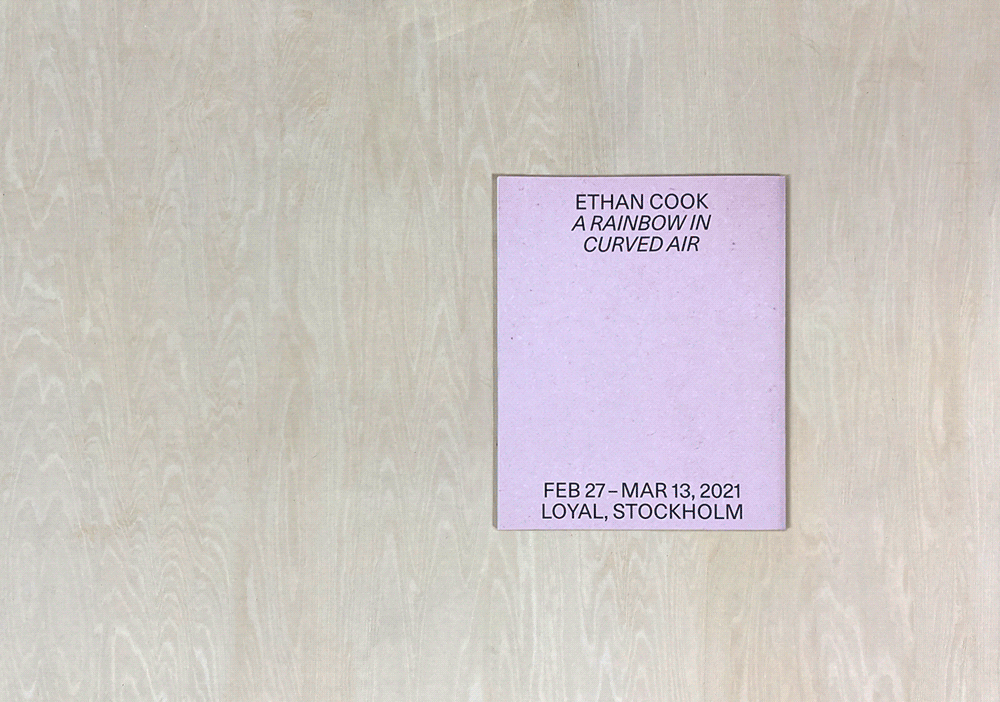 ETHAN COOK
A RAINBOW IN
CURVED AIR
FEB 27 – MAR 13, 2021
LOYAL, STOCKHOLM